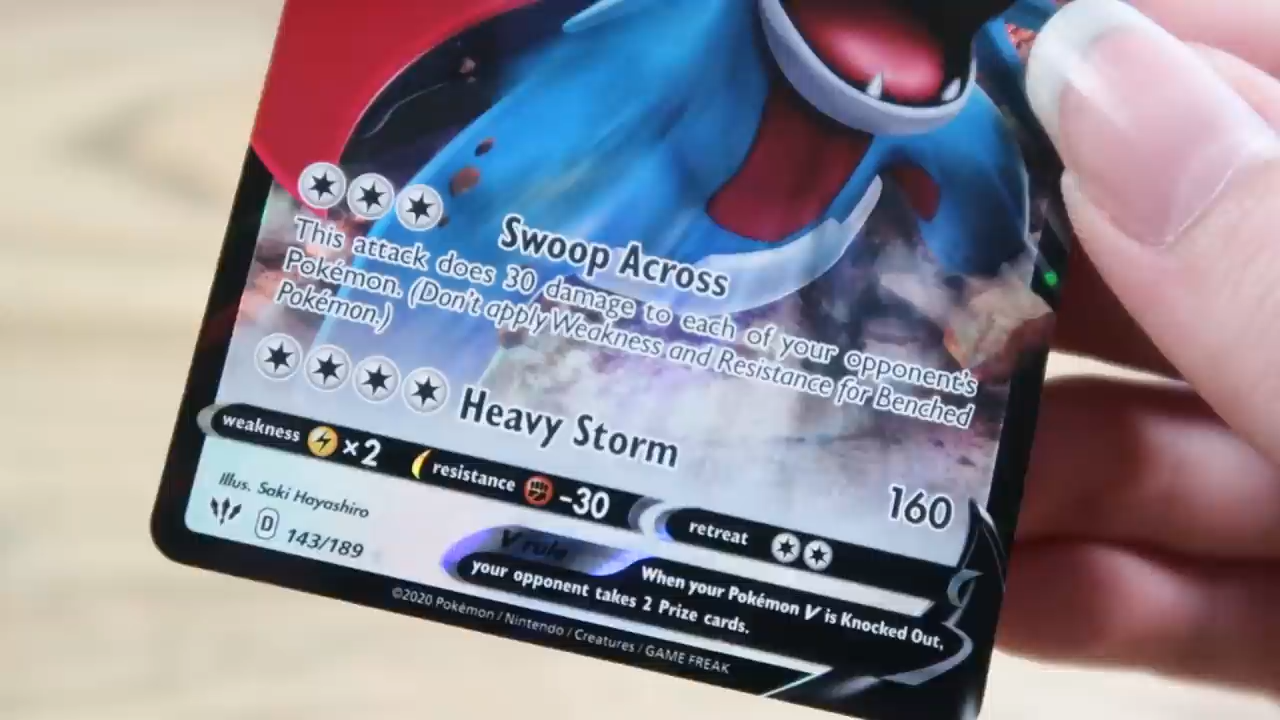 Swoop Across
This attack does 30 damage to each of your opponent's
Pokémon. (Don't apply Weakness and Resistance for Benched
Pokémon.)
Heavy Storm
160
weakness ×2 resistance -30 retreat
Illus. Saki Hayashiro
D 143/189
V rule
When your Pokémon V is Knocked Out,
your opponent takes 2 Prize cards.
©2020 Pokémon / Nintendo / Creatures / GAME FREAK